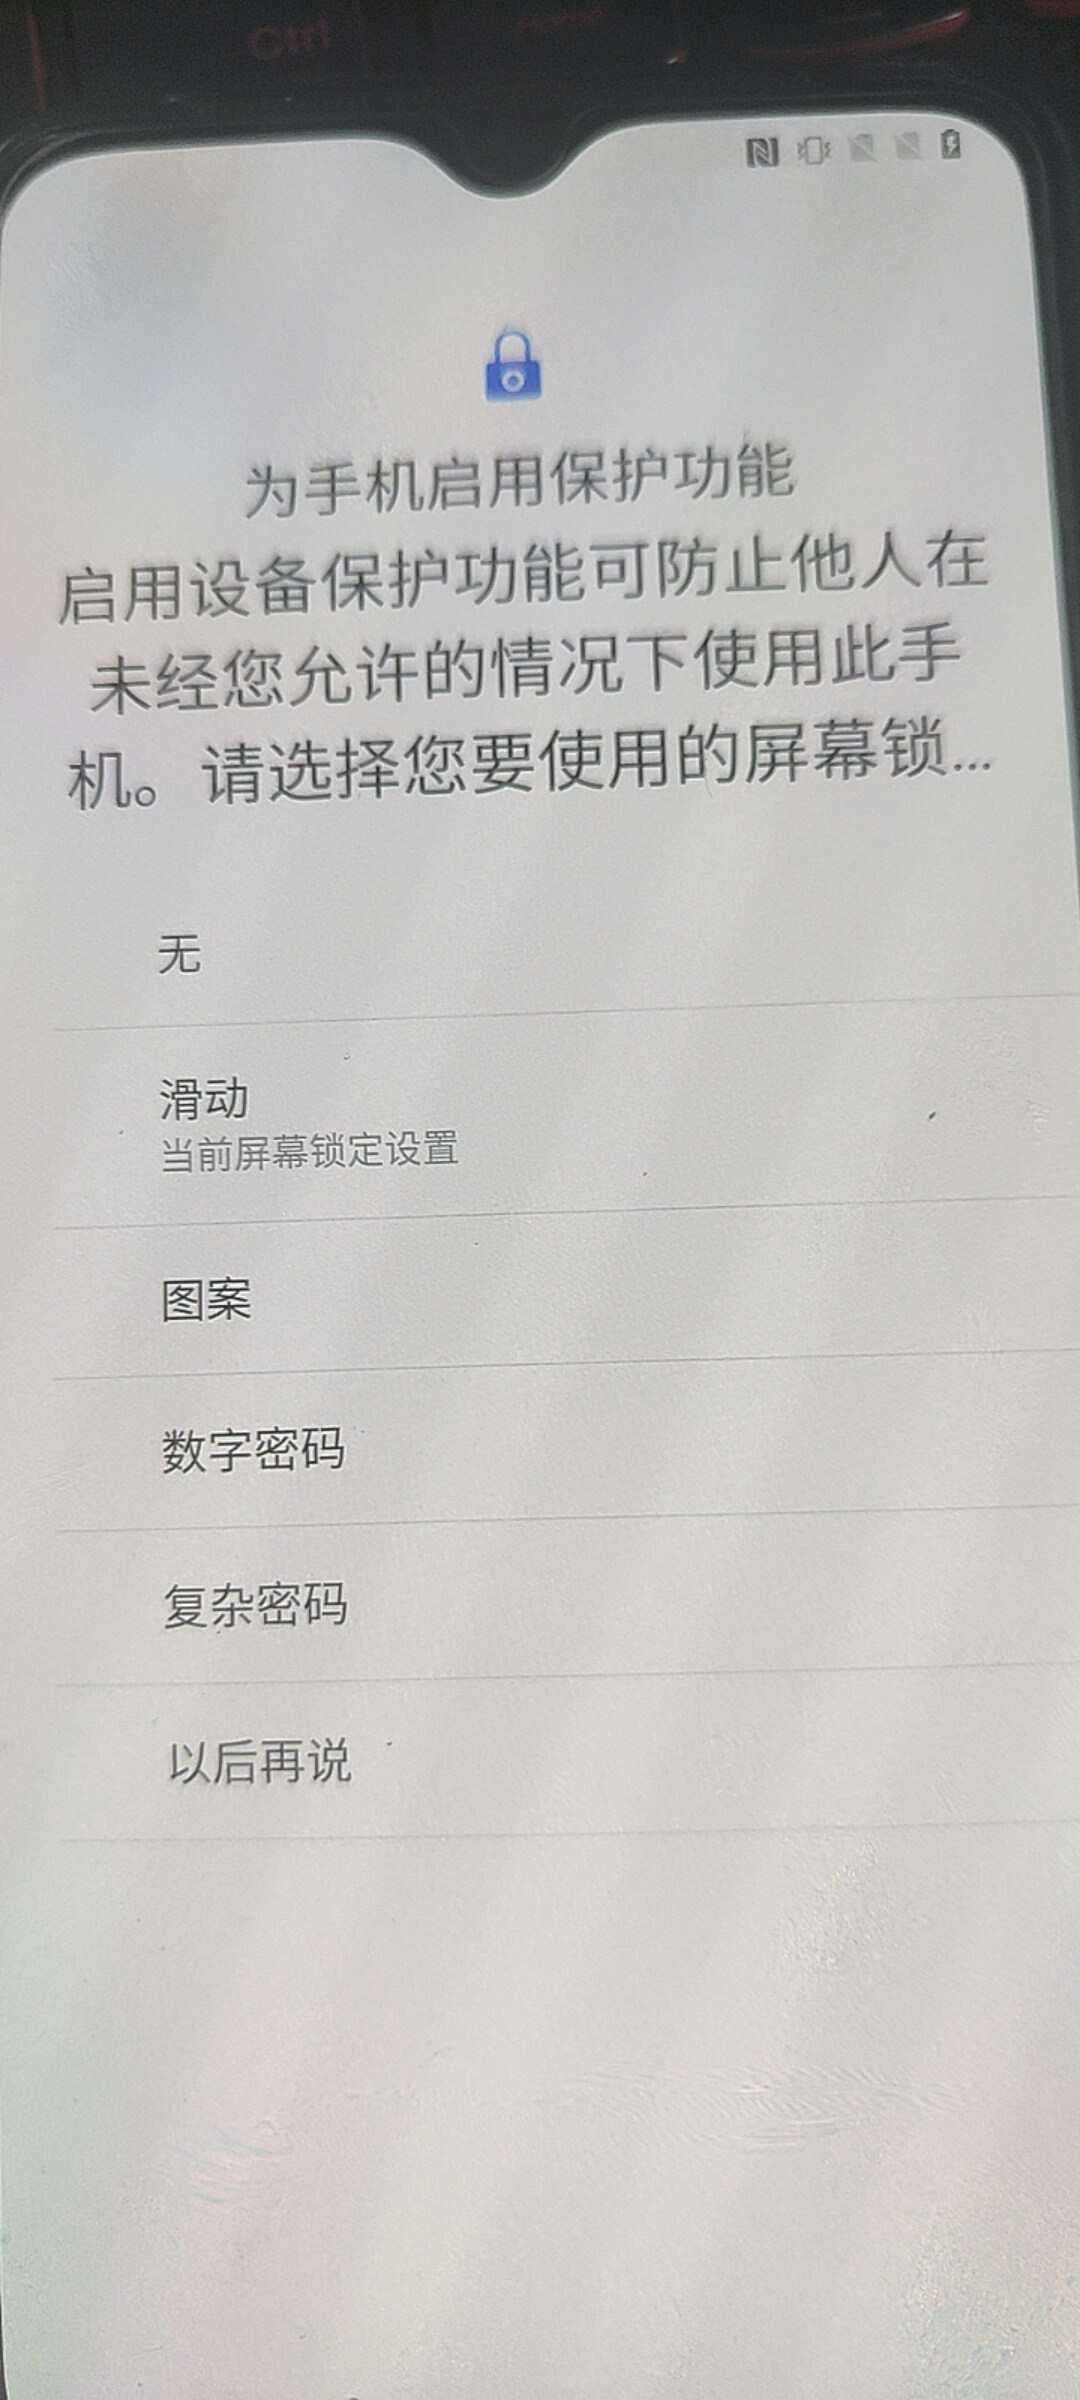 Ctrl
Home
为手机启用保护功能
启用设备保护功能可防止他人在
未经您允许的情况下使用此手
机。请选择您要使用的屏幕锁...
无
滑动
当前屏幕锁定设置
图案
数字密码
复杂密码
以后再说